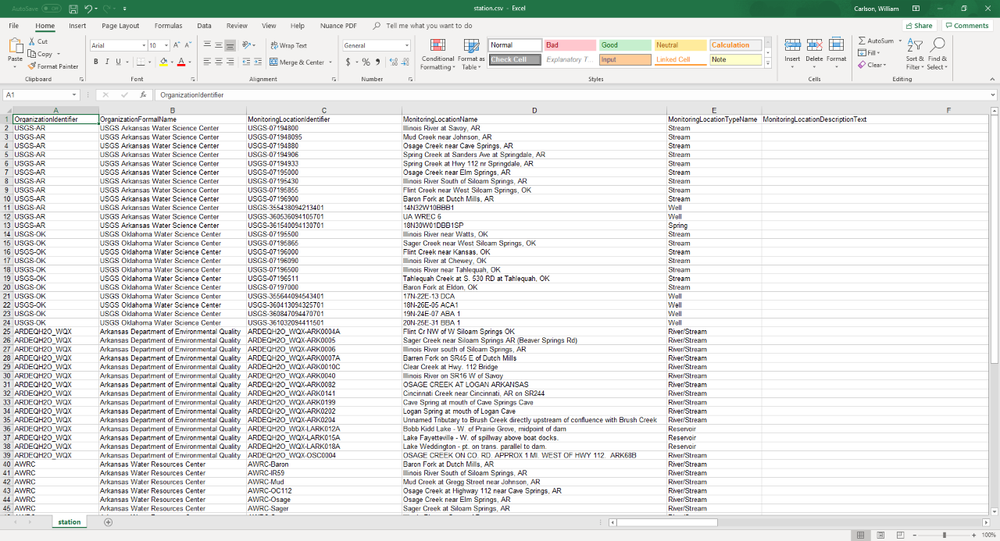 AutoSave Off station.csv - Excel Carlson, William
File Home Insert Page Layout Formulas Data Review View Help Nuance PDF Tell me what you want to do Share Comments
Paste Cut Copy Format Painter Clipboard
Arial 10 A A B I U A Font
Wrap Text Merge & Center Alignment
General $ % , Number
Conditional Formatting Format as Table Normal Bad Good Neutral Calculation
Check Cell Explanatory T... Input Linked Cell Note
Styles
Insert Delete Format Cells
AutoSum Fill Clear Sort & Filter Find & Select Editing
A1 fx OrganizationIdentifier
A B C D E F
1 OrganizationIdentifier OrganizationFormalName MonitoringLocationIdentifier MonitoringLocationName MonitoringLocationTypeName MonitoringLocationDescriptionText
2 USGS-AR USGS Arkansas Water Science Center USGS-07194800 Illinois River at Savoy, AR Stream
3 USGS-AR USGS Arkansas Water Science Center USGS-071948095 Mud Creek near Johnson, AR Stream
4 USGS-AR USGS Arkansas Water Science Center USGS-07194880 Osage Creek near Cave Springs, AR Stream
5 USGS-AR USGS Arkansas Water Science Center USGS-07194906 Spring Creek at Sanders Ave at Springdale, AR Stream
6 USGS-AR USGS Arkansas Water Science Center USGS-07194933 Spring Creek at Hwy 112 nr Springdale, AR Stream
7 USGS-AR USGS Arkansas Water Science Center USGS-07195000 Osage Creek near Elm Springs, AR Stream
8 USGS-AR USGS Arkansas Water Science Center USGS-07195430 Illinois River South of Siloam Springs, AR Stream
9 USGS-AR USGS Arkansas Water Science Center USGS-07195855 Flint Creek near West Siloam Springs, OK Stream
10 USGS-AR USGS Arkansas Water Science Center USGS-07196900 Baron Fork at Dutch Mills, AR Stream
11 USGS-AR USGS Arkansas Water Science Center USGS-355438094213401 14N32W10BBB1 Well
12 USGS-AR USGS Arkansas Water Science Center USGS-360536094105701 UA WREC 6 Well
13 USGS-AR USGS Arkansas Water Science Center USGS-361540094130701 18N30W01DBB1SP Spring
14 USGS-OK USGS Oklahoma Water Science Center USGS-07195500 Illinois River near Watts, OK Stream
15 USGS-OK USGS Oklahoma Water Science Center USGS-07195865 Sager Creek near West Siloam Springs, OK Stream
16 USGS-OK USGS Oklahoma Water Science Center USGS-07196000 Flint Creek near Kansas, OK Stream
17 USGS-OK USGS Oklahoma Water Science Center USGS-07196090 Illinois River at Chewey, OK Stream
18 USGS-OK USGS Oklahoma Water Science Center USGS-07196500 Illinois River near Tahlequah, OK Stream
19 USGS-OK USGS Oklahoma Water Science Center USGS-07196511 Tahlequah Creek at S. 530 RD at Tahlequah, OK Stream
20 USGS-OK USGS Oklahoma Water Science Center USGS-07197000 Baron Fork at Eldon, OK Stream
21 USGS-OK USGS Oklahoma Water Science Center USGS-355644094543401 17N-22E-13 DCA Well
22 USGS-OK USGS Oklahoma Water Science Center USGS-360413094325701 18N-26E-05 ACA1 Well
23 USGS-OK USGS Oklahoma Water Science Center USGS-360847094470701 19N-24E-07 ABA 1 Well
24 USGS-OK USGS Oklahoma Water Science Center USGS-361032094411501 20N-25E-31 BBA 1 Well
25 ARDEQH2O_WQX Arkansas Department of Environmental Quality ARDEQH2O_WQX-ARK0004A Flint Cr NW of W Siloam Springs OK River/Stream
26 ARDEQH2O_WQX Arkansas Department of Environmental Quality ARDEQH2O_WQX-ARK0005 Sager Creek near Siloam Springs AR (Beaver Springs Rd) River/Stream
27 ARDEQH2O_WQX Arkansas Department of Environmental Quality ARDEQH2O_WQX-ARK0006 Illinois River south of Siloam Springs, AR River/Stream
28 ARDEQH2O_WQX Arkansas Department of Environmental Quality ARDEQH2O_WQX-ARK0007A Barren Fork on SR45 E of Dutch Mills River/Stream
29 ARDEQH2O_WQX Arkansas Department of Environmental Quality ARDEQH2O_WQX-ARK0010C Clear Creek at Hwy. 112 Bridge River/Stream
30 ARDEQH2O_WQX Arkansas Department of Environmental Quality ARDEQH2O_WQX-ARK0040 Illinois River on SR16 W of Savoy River/Stream
31 ARDEQH2O_WQX Arkansas Department of Environmental Quality ARDEQH2O_WQX-ARK0082 OSAGE CREEK AT LOGAN ARKANSAS River/Stream
32 ARDEQH2O_WQX Arkansas Department of Environmental Quality ARDEQH2O_WQX-ARK0141 Cincinnati Creek near Cincinnati, AR on SR244 River/Stream
33 ARDEQH2O_WQX Arkansas Department of Environmental Quality ARDEQH2O_WQX-ARK0199 Cave Spring at mouth of Cave Springs Cave River/Stream
34 ARDEQH2O_WQX Arkansas Department of Environmental Quality ARDEQH2O_WQX-ARK0202 Logan Spring at mouth of Logan Cave River/Stream
35 ARDEQH2O_WQX Arkansas Department of Environmental Quality ARDEQH2O_WQX-ARK0204 Unnamed Tributary to Brush Creek directly upstream of confluence with Brush Creek River/Stream
36 ARDEQH2O_WQX Arkansas Department of Environmental Quality ARDEQH2O_WQX-LARK012A Bobb Kidd Lake - W. of Prairie Grove, midpoint of dam Reservoir
37 ARDEQH2O_WQX Arkansas Department of Environmental Quality ARDEQH2O_WQX-LARK015A Lake Fayetteville - W. of spillway above boat docks. Reservoir
38 ARDEQH2O_WQX Arkansas Department of Environmental Quality ARDEQH2O_WQX-LARK018A Lake Weddington - pt. on trans. parallel to dam. Reservoir
39 ARDEQH2O_WQX Arkansas Department of Environmental Quality ARDEQH2O_WQX-OSC0004 OSAGE CREEK ON CO. RD. APPROX 1 MI. WEST OF HWY 112. ARK68B River/Stream
40 AWRC Arkansas Water Resources Center AWRC-Baron Baron Fork at Dutch Mills, AR River/Stream
41 AWRC Arkansas Water Resources Center AWRC-IR59 Illinois River South of Siloam Springs, AR River/Stream
42 AWRC Arkansas Water Resources Center AWRC-Mud Mud Creek at Gregg Street near Johnson, AR River/Stream
43 AWRC Arkansas Water Resources Center AWRC-OC112 Osage Creek at Highway 112 near Cave Springs, AR River/Stream
44 AWRC Arkansas Water Resources Center AWRC-Osage Osage Creek near Elm Springs, AR River/Stream
45 AWRC Arkansas Water Resources Center AWRC-Sager Sager Creek at Siloam Springs, AR River/Stream
station
100%